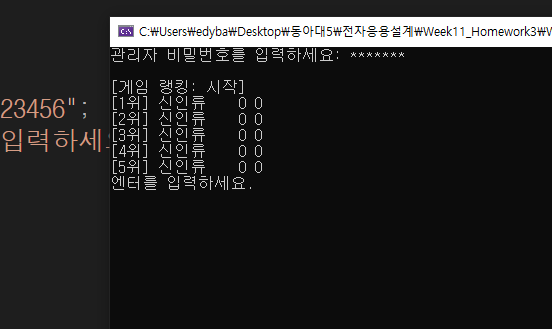 C:₩Users₩edyba₩Desktop₩동아대5₩전자응용설계₩Week11_Homework3₩W
관리자 비밀번호를 입력하세요: *******
[게임 랭킹: 시작]
23456";
[1위] 신인류 0 0
[2위] 신인류 0 0
입력하세
[3위] 신인류 0 0
[4위] 신인류 0 0
[5위] 신인류 0 0
엔터를 입력하세요.